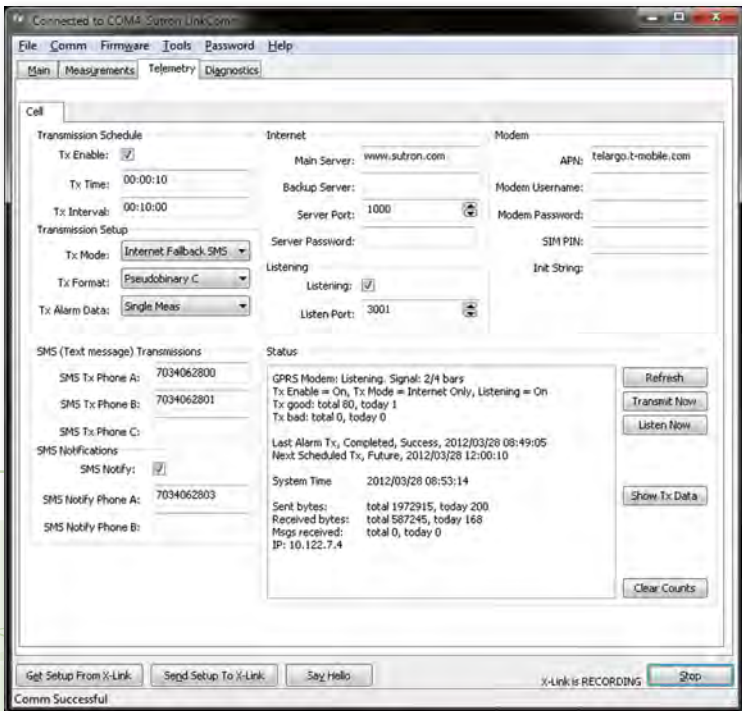 Connected to COM4 Sutron LinkComm
File Comm Firmware Tools Password Help
Main Measurements Telemetry Diagnostics
Cell
Transmission Schedule
Tx Enable:
Tx Time: 00:00:10
Tx Interval: 00:10:00
Transmission Setup
Tx Mode: Internet Fallback SMS
Tx Format: Pseudobinary C
Tx Alarm Data: Single Meas
Internet
Main Server: www.sutron.com
Backup Server:
Server Port: 1000
Server Password:
Listening
Listening:
Listen Port: 3001
Modem
APN: telargo.t-mobile.com
Modem Username:
Modem Password:
SIM PIN:
Init String:
SMS (Text message) Transmissions
SMS Tx Phone A: 7034062800
SMS Tx Phone B: 7034062801
SMS Tx Phone C:
SMS Notifications
SMS Notify:
SMS Notify Phone A: 7034062803
SMS Notify Phone B:
Status
GPRS Modem: Listening. Signal: 2/4 bars
Tx Enable = On, Tx Mode = Internet Only, Listening = On
Tx good: total 80, today 1
Tx bad: total 0, today 0
Last Alarm Tx, Completed, Success, 2012/03/28 08:49:05
Next Scheduled Tx, Future, 2012/03/28 12:00:10
System Time 2012/03/28 08:53:14
Sent bytes: total 1972915, today 200
Received bytes: total 587245, today 168
Msgs received: total 0, today 0
IP: 10.122.7.4
Refresh
Transmit Now
Listen Now
Show Tx Data
Clear Counts
Get Setup From X-Link Send Setup To X-Link Say Hello X-Link is RECORDING Stop
Comm Successful